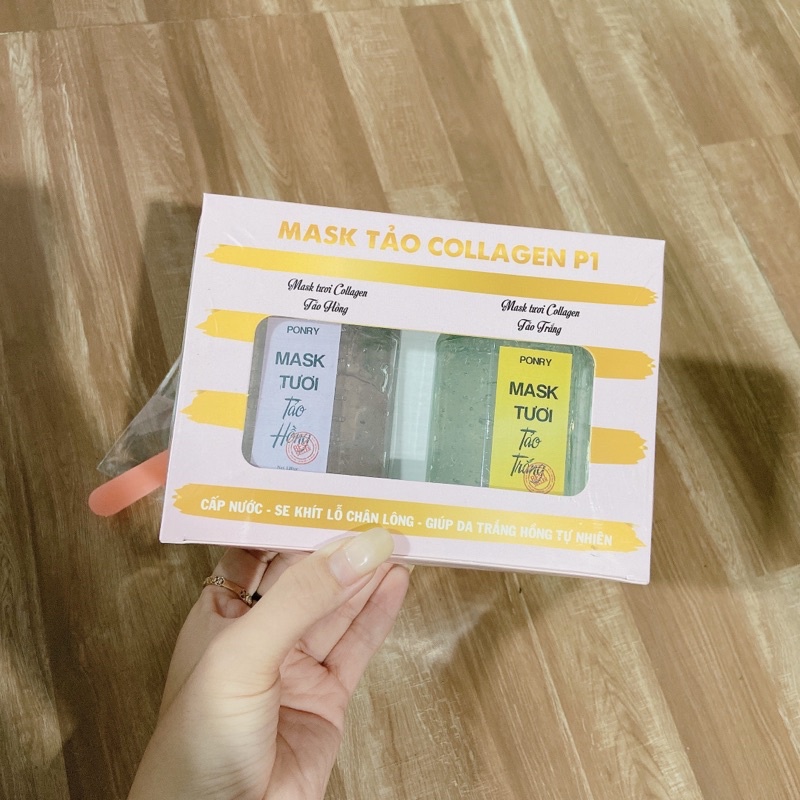 MASK TẢO COLLAGEN P1
Mask tươi Collagen
Tảo Hồng
Mask tươi Collagen
Tảo Trắng
PONRY
MASK
TƯƠI
Tảo
Hồng
PONRY
MASK
TƯƠI
Tảo
Trắng
CẤP NƯỚC - SE KHÍT LỖ CHÂN LÔNG - GIÚP DA TRẮNG HỒNG TỰ NHIÊN